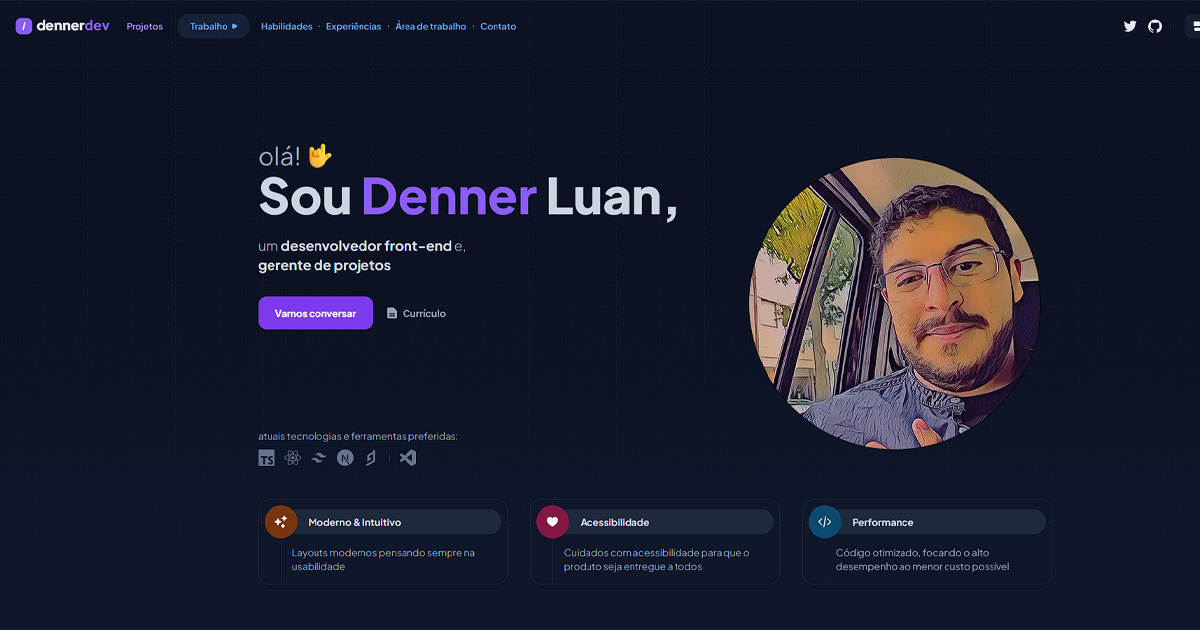 / dennerdev Projetos Trabalho Habilidades · Experiências · Área de trabalho · Contato
olá!
Sou Denner Luan,
um desenvolvedor front-end e,
gerente de projetos
Vamos conversar Currículo
atuais tecnologias e ferramentas preferidas:
TS N
Moderno & Intuitivo
Layouts modernos pensando sempre na
usabilidade
Acessibilidade
Cuidados com acessibilidade para que o
produto seja entregue a todos
</> Performance
Código otimizado, focando o alto
desempenho ao menor custo possível